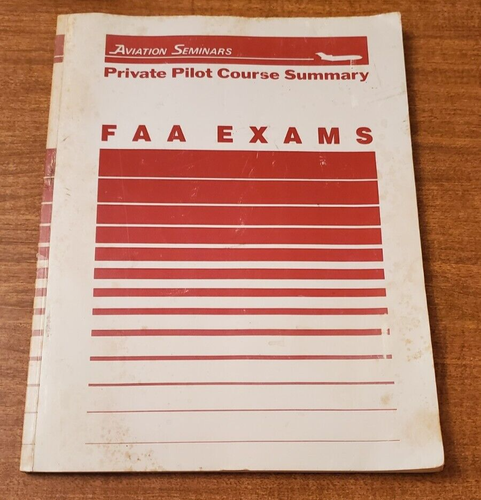 AVIATION SEMINARS
Private Pilot Course Summary
FAA EXAMS